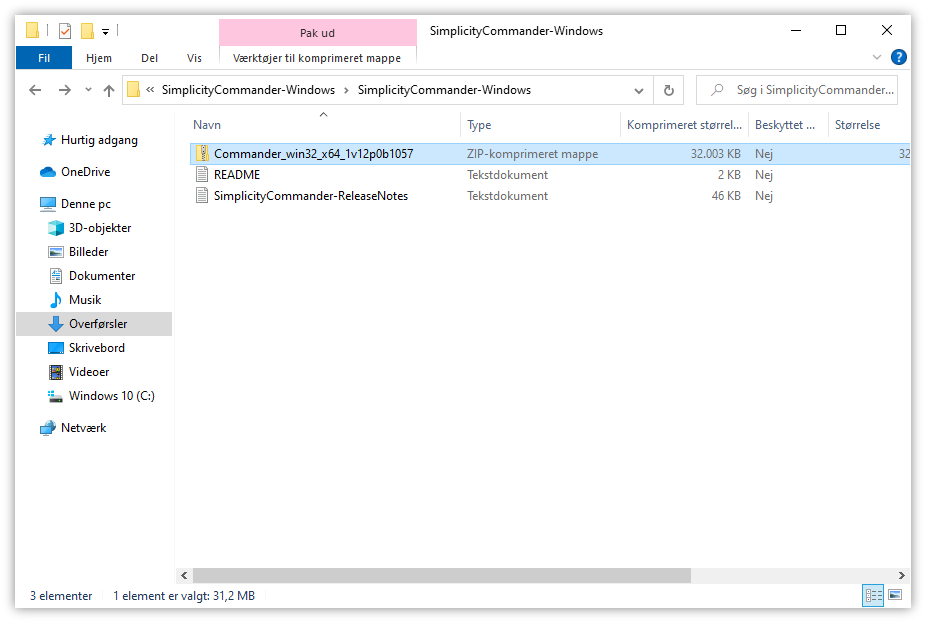 Pak ud
SimplicityCommander-Windows
Fil
Hjem
Del
Vis
Værktøjer til komprimeret mappe
?
« SimplicityCommander-Windows › SimplicityCommander-Windows
Søg i SimplicityCommander...
Navn
Type
Komprimeret størrel...
Beskyttet ...
Størrelse
Commander_win32_x64_1v12p0b1057 ZIP-komprimeret mappe 32.003 KB Nej 32
README Tekstdokument 2 KB Nej
SimplicityCommander-ReleaseNotes Tekstdokument 46 KB Nej
Hurtig adgang
OneDrive
Denne pc
3D-objekter
Billeder
Dokumenter
Musik
Overførsler
Skrivebord
Videoer
Windows 10 (C:)
Netværk
3 elementer
1 element er valgt: 31,2 MB